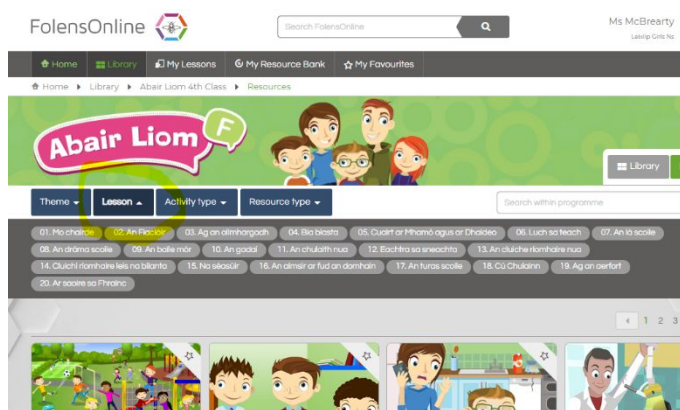 FolensOnline
Search FolensOnline
Ms McBrearty
Leixlip Girls Ns
Home Library My Lessons My Resource Bank My Favourites
Home Library Abair Liom 4th Class Resources
Abair Liom F
Library
Theme Lesson Activity type Resource type Search within programme
01. Mo chairde 02. An Fiaclóir 03. Ag an allmhargadh 04. Bia blasta 05. Cuairt ar Mhamó agus ar Dhaideo 06. Luch sa teach 07. An lá scoile
08. An dráma scoile 09. An baile mór 10. An gadaí 11. An chulaith nua 12. Eachtra sa sneachta 13. An cluiche ríomhaire nua
14. Cluichí ríomhaire leis na blianta 15. Na séasúir 16. An aimsir ar fud an domhain 17. An turas scoile 18. Cú Chulainn 19. Ag an aerfort
20. Ar saoire sa Fhrainc
1 2 3